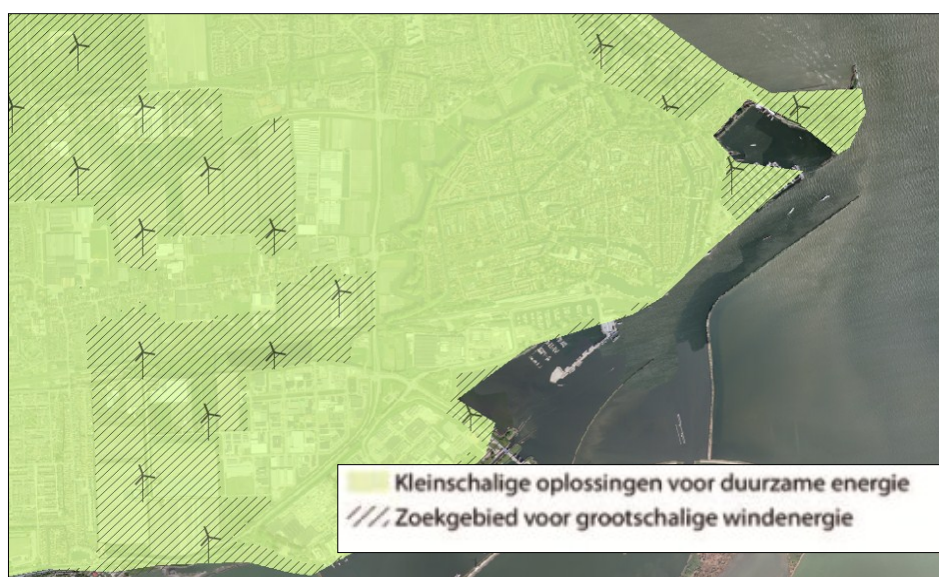 Kleinschalige oplossingen voor duurzame energie
Zoekgebied voor grootschalige windenergie